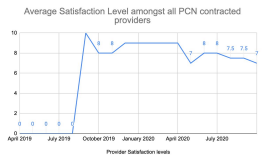 Average Satisfaction Level amongst all PCN contracted
providers
10
8
6
4
2
0
0 0 0 0 0
8 8
7
8 8
7.5 7.5
7
April 2019 July 2019 October 2019 January 2020 April 2020 July 2020
Provider Satisfaction levels